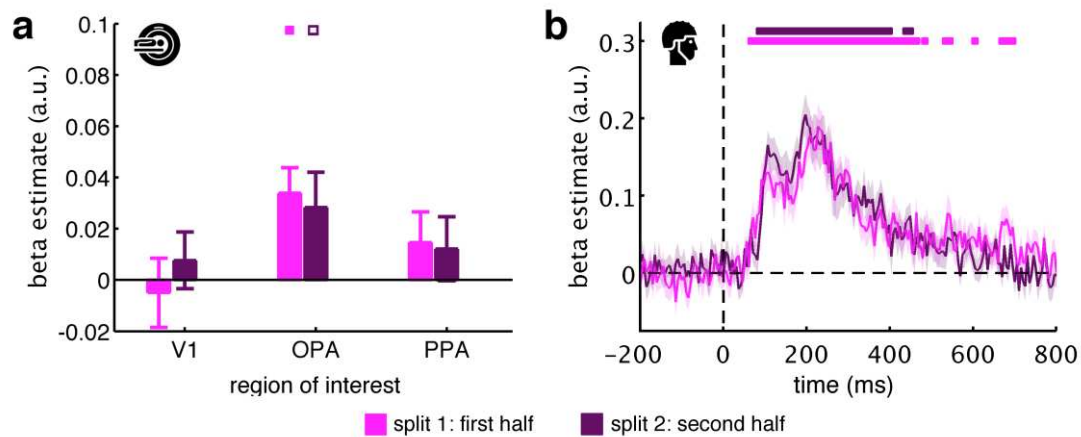 a
0.1
0.08
0.06
0.04
0.02
0
-0.02
beta estimate (a.u.)
V1 OPA PPA
region of interest
b
0.3
0.2
0.1
0
beta estimate (a.u.)
−200 0 200 400 600 800
time (ms)
split 1: first half split 2: second half